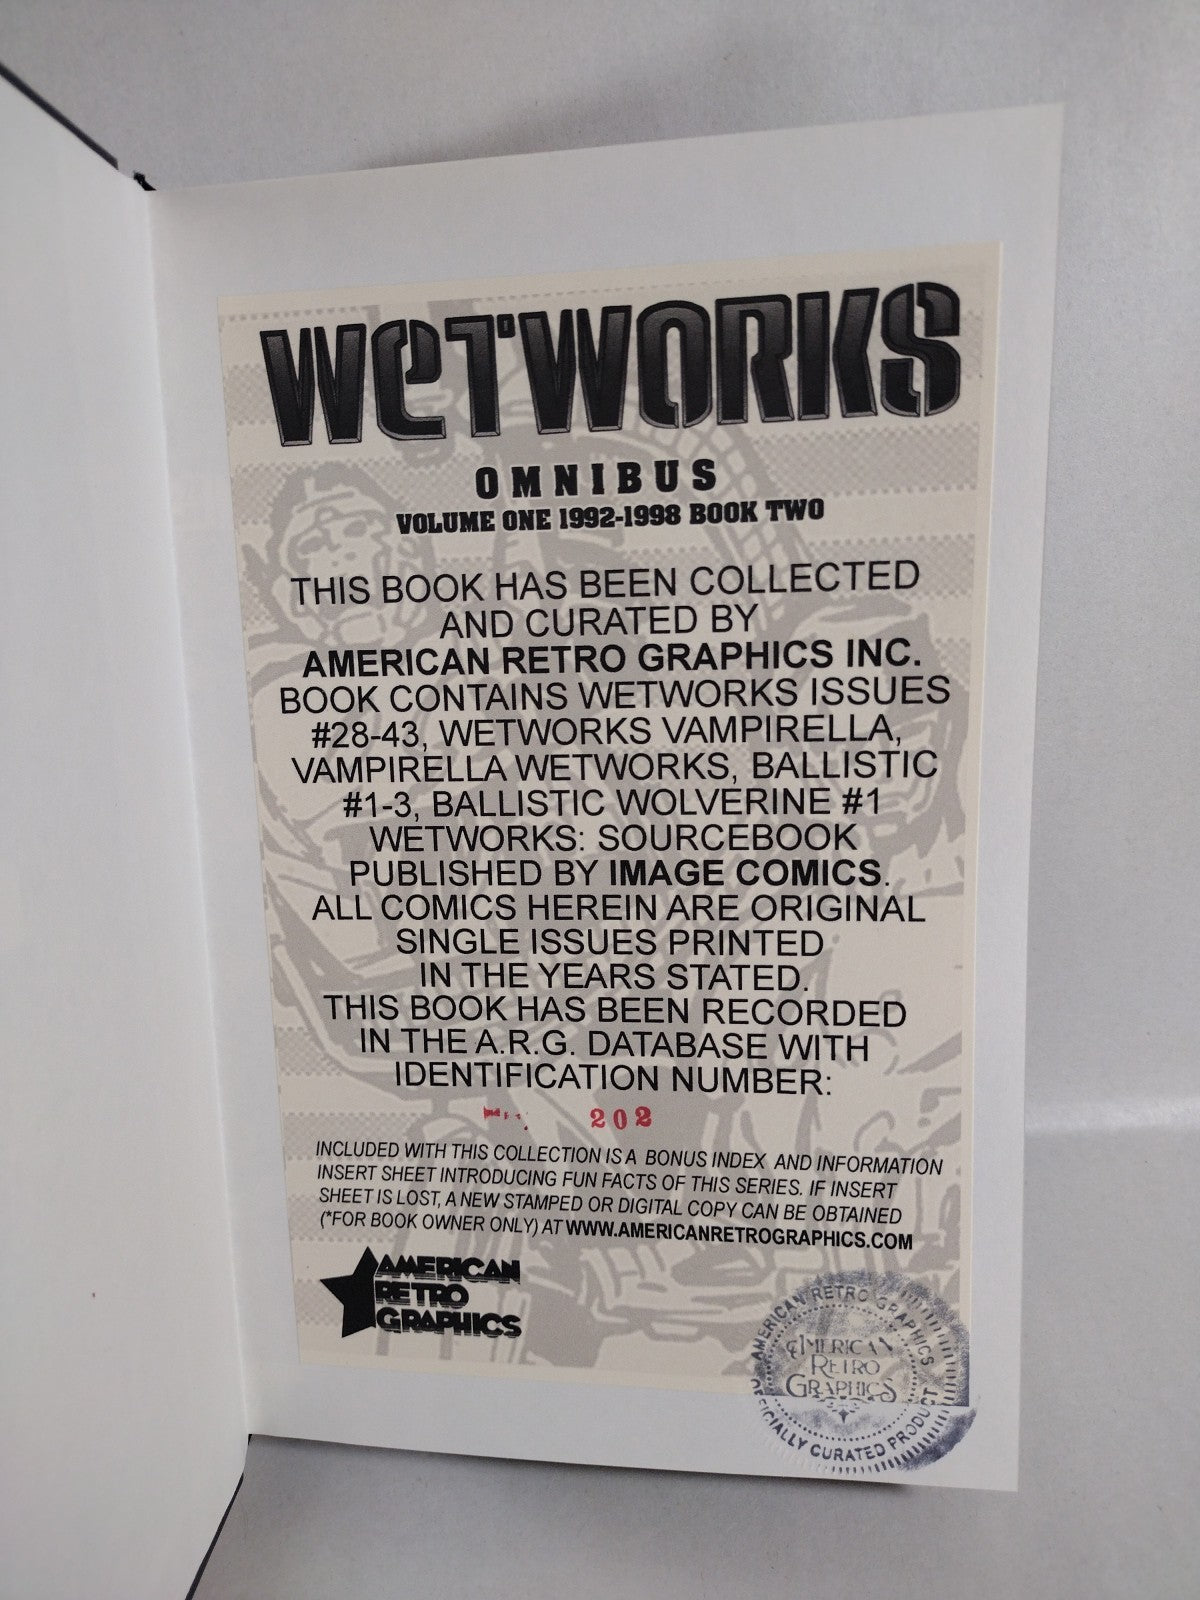 WETWORKS
OMNIBUS
VOLUME ONE 1992-1998 BOOK TWO
THIS BOOK HAS BEEN COLLECTED
AND CURATED BY
AMERICAN RETRO GRAPHICS INC.
BOOK CONTAINS WETWORKS ISSUES
#28-43, WETWORKS VAMPIRELLA,
VAMPIRELLA WETWORKS, BALLISTIC
#1-3, BALLISTIC WOLVERINE #1
WETWORKS: SOURCEBOOK
PUBLISHED BY IMAGE COMICS.
ALL COMICS HEREIN ARE ORIGINAL
SINGLE ISSUES PRINTED
IN THE YEARS STATED.
THIS BOOK HAS BEEN RECORDED
IN THE A.R.G. DATABASE WITH
IDENTIFICATION NUMBER:
202
INCLUDED WITH THIS COLLECTION IS A BONUS INDEX AND INFORMATION
INSERT SHEET INTRODUCING FUN FACTS OF THIS SERIES. IF INSERT
SHEET IS LOST, A NEW STAMPED OR DIGITAL COPY CAN BE OBTAINED
(*FOR BOOK OWNER ONLY) AT WWW.AMERICANRETROGRAPHICS.COM
AMERICAN
RETRO
GRAPHICS
AMERICAN RETRO GRAPHICS
AMERICAN
RETRO
GRAPHICS
OFFICIALLY CURATED PRODUCT